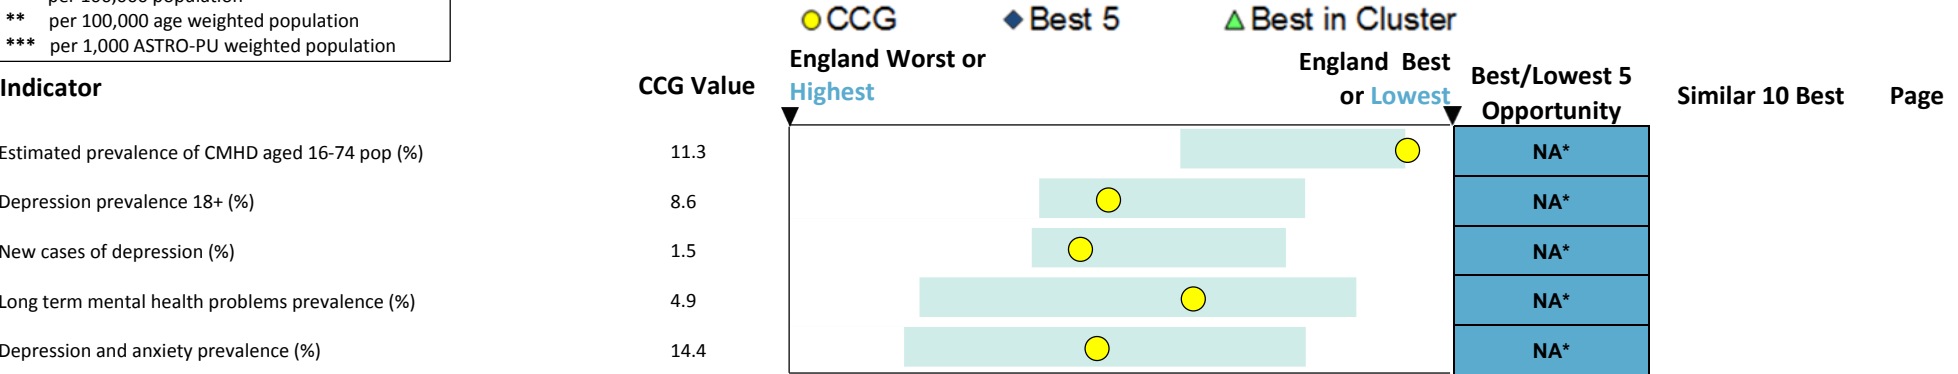 per 100,000 population
** per 100,000 age weighted population
*** per 1,000 ASTRO-PU weighted population
CCG Best 5 Best in Cluster
Indicator
CCG Value
England Worst or
Highest
England Best
or Lowest
Best/Lowest 5
Opportunity
Similar 10 Best
Page
Estimated prevalence of CMHD aged 16-74 pop (%) 11.3 NA*
Depression prevalence 18+ (%) 8.6 NA*
New cases of depression (%) 1.5 NA*
Long term mental health problems prevalence (%) 4.9 NA*
Depression and anxiety prevalence (%) 14.4 NA*